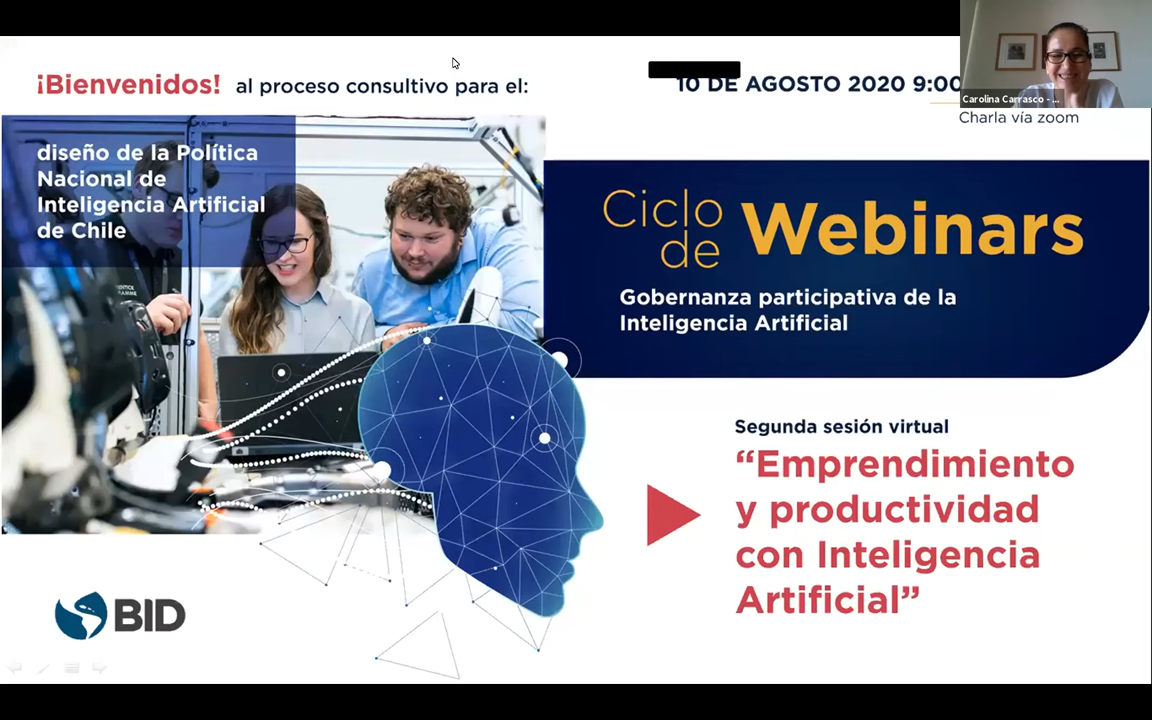 ¡Bienvenidos! al proceso consultivo para el:
10 DE AGOSTO 2020 9:00
Carolina Carrasco - ...
Charla vía zoom
diseño de la Política
Nacional de
Inteligencia Artificial
de Chile
Ciclo
de Webinars
Gobernanza participativa de la
Inteligencia Artificial
Segunda sesión virtual
“Emprendimiento
y productividad
con Inteligencia
Artificial”
BID